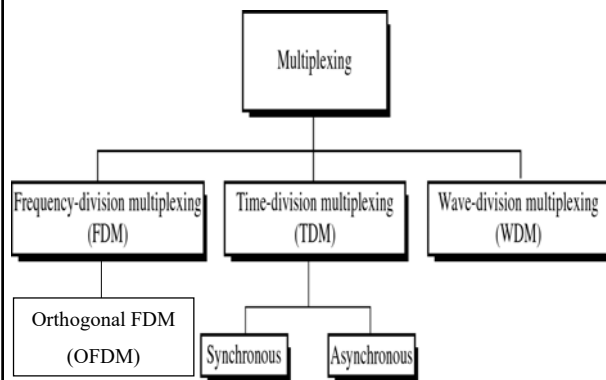 Multiplexing
Frequency-division multiplexing
(FDM)
Time-division multiplexing
(TDM)
Wave-division multiplexing
(WDM)
Orthogonal FDM
(OFDM)
Synchronous
Asynchronous